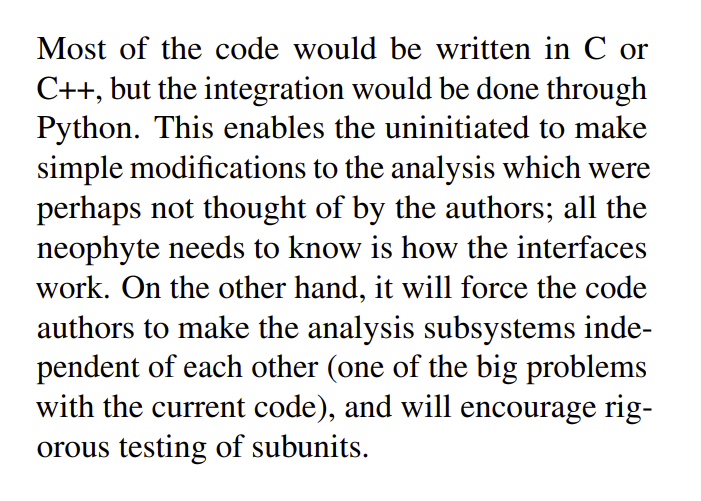 Most of the code would be written in C or
C++, but the integration would be done through
Python. This enables the uninitiated to make
simple modifications to the analysis which were
perhaps not thought of by the authors; all the
neophyte needs to know is how the interfaces
work. On the other hand, it will force the code
authors to make the analysis subsystems inde-
pendent of each other (one of the big problems
with the current code), and will encourage rig-
orous testing of subunits.